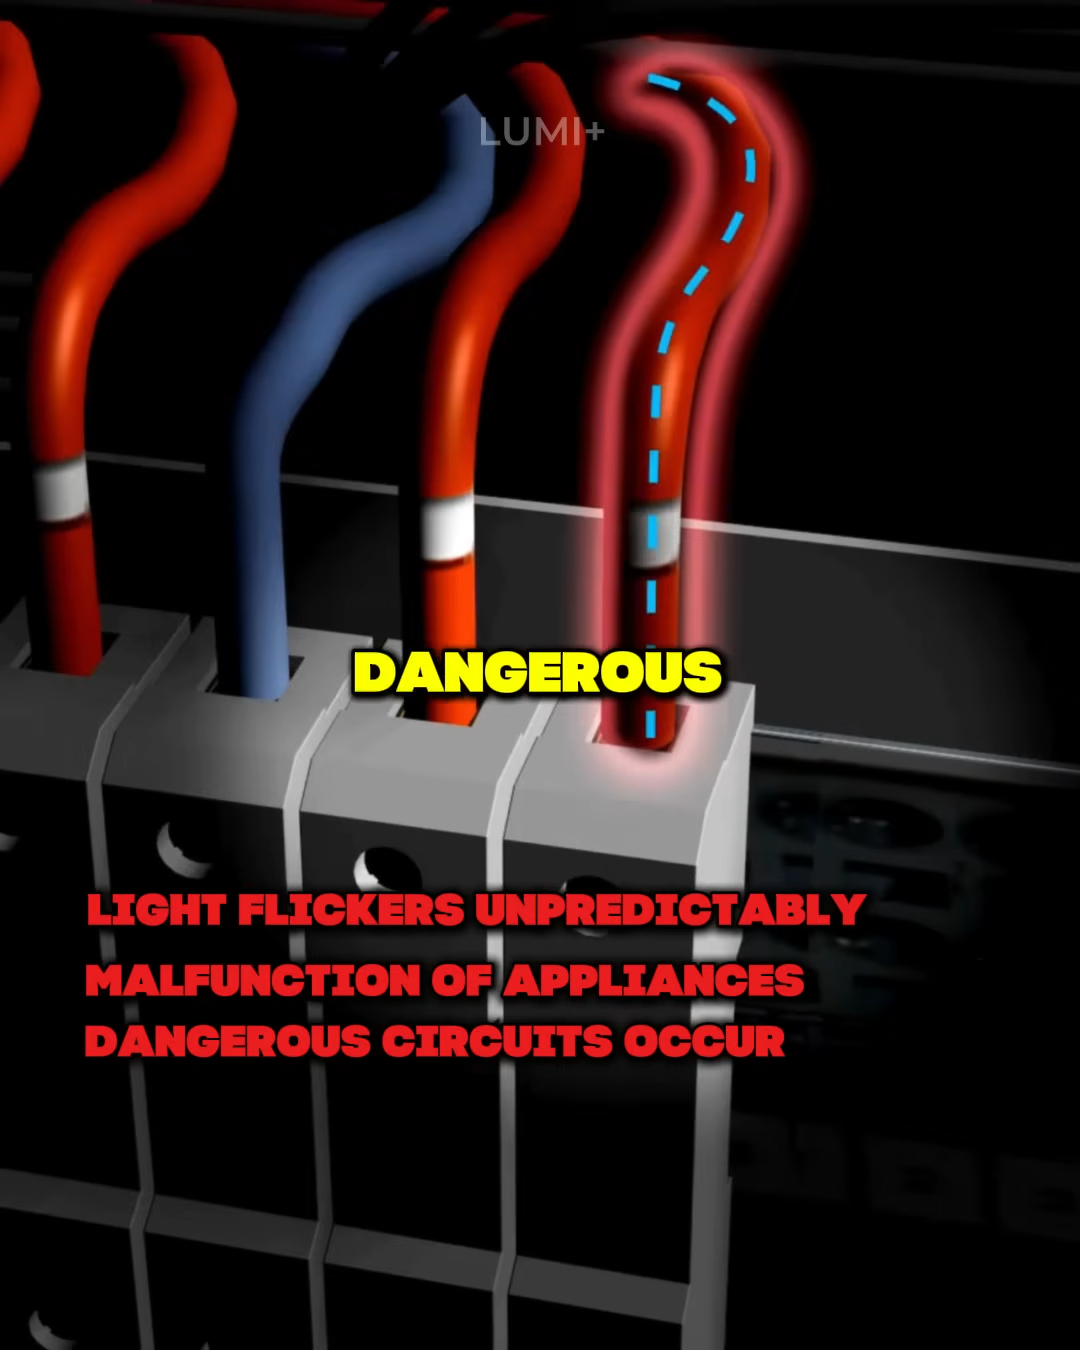 LUMI+
DANGEROUS
LIGHT FLICKERS UNPREDICTABLY
MALFUNCTION OF APPLIANCES
DANGEROUS CIRCUITS OCCUR